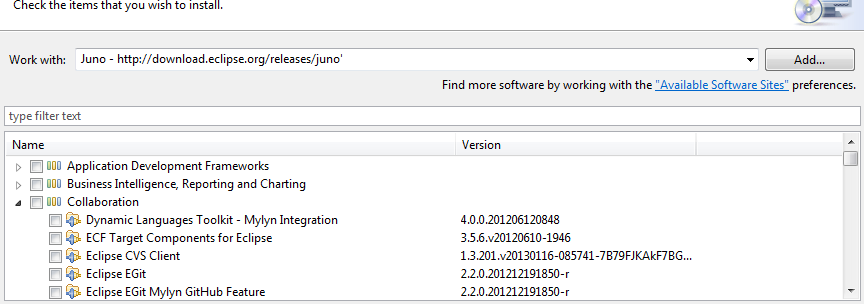 Check the items that you wish to install.
Work with: Juno - http://download.eclipse.org/releases/juno' Add...
Find more software by working with the "Available Software Sites" preferences.
type filter text
Name Version
Application Development Frameworks
Business Intelligence, Reporting and Charting
Collaboration
Dynamic Languages Toolkit - Mylyn Integration 4.0.0.201206120848
ECF Target Components for Eclipse 3.5.6.v20120610-1946
Eclipse CVS Client 1.3.201.v20130116-085741-7B79FJKAkF7BG...
Eclipse EGit 2.2.0.201212191850-r
Eclipse EGit Mylyn GitHub Feature 2.2.0.201212191850-r